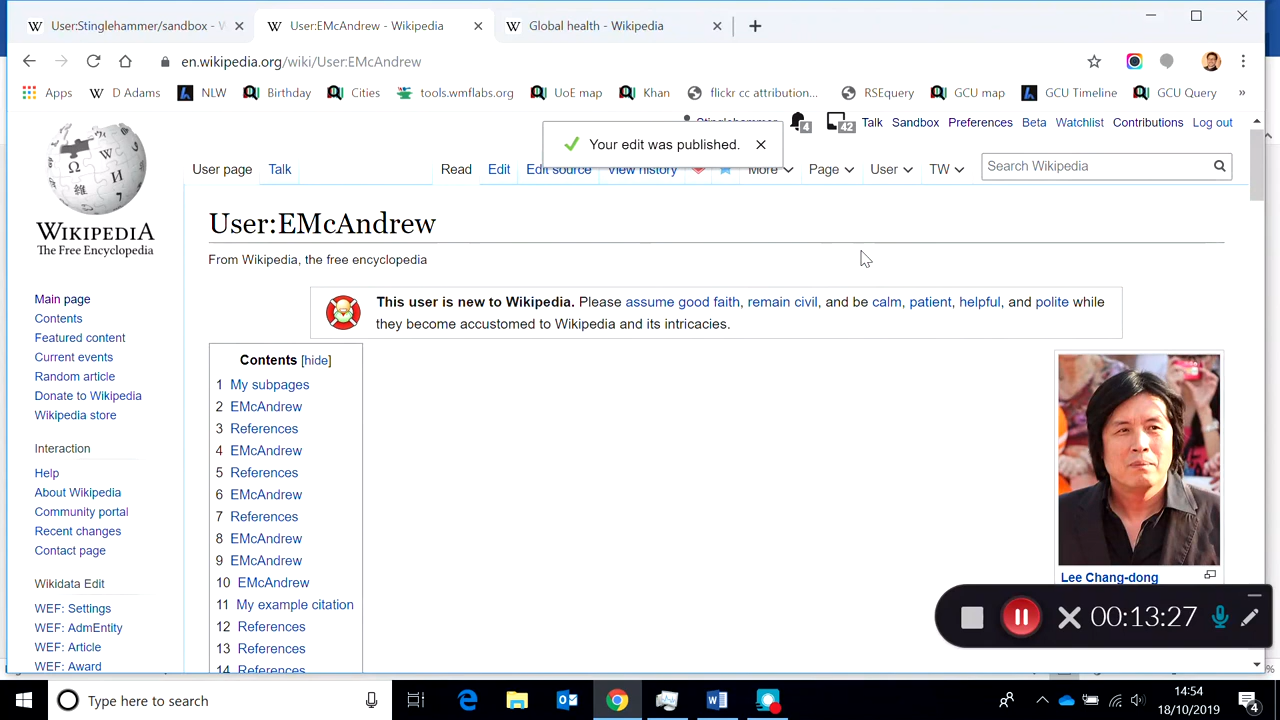 User:Stinglehammer/sandbox - W
User:EMcAndrew - Wikipedia
Global health - Wikipedia
en.wikipedia.org/wiki/User:EMcAndrew
Apps
D Adams
NLW
Birthday
Cities
tools.wmflabs.org
UoE map
Khan
flickr cc attribution...
RSEquery
GCU map
GCU Timeline
GCU Query
»
Stinglehammer
4
42
Talk
Sandbox
Preferences
Beta
Watchlist
Contributions
Log out
Your edit was published.
User page
Talk
Read
Edit
Edit source
View history
More
Page
User
TW
Search Wikipedia
WIKIPEDIA
The Free Encyclopedia
User:EMcAndrew
From Wikipedia, the free encyclopedia
This user is new to Wikipedia. Please assume good faith, remain civil, and be calm, patient, helpful, and polite while
they become accustomed to Wikipedia and its intricacies.
Main page
Contents
Featured content
Current events
Random article
Donate to Wikipedia
Wikipedia store
Interaction
Help
About Wikipedia
Community portal
Recent changes
Contact page
Wikidata Edit
WEF: Settings
WEF: AdmEntity
WEF: Article
WEF: Award
Contents [hide]
1 My subpages
2 EMcAndrew
3 References
4 EMcAndrew
5 References
6 EMcAndrew
7 References
8 EMcAndrew
9 EMcAndrew
10 EMcAndrew
11 My example citation
12 References
13 References
14 References
Lee Chang-dong
00:13:27
Type here to search
14:54
18/10/2019
4